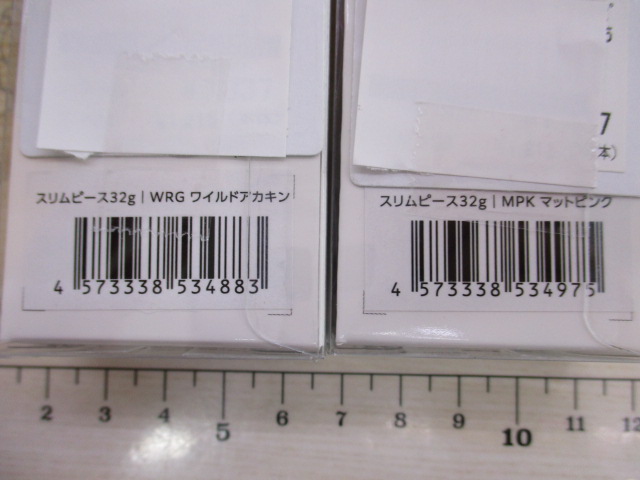 スリムピース32g | WRG ワイルドアカキン
4 573338 534883
7
本)
スリムピース32g | MPK マットピンク
4 573338 534975
2 3 4 5 6 7 8 9 10 11 12